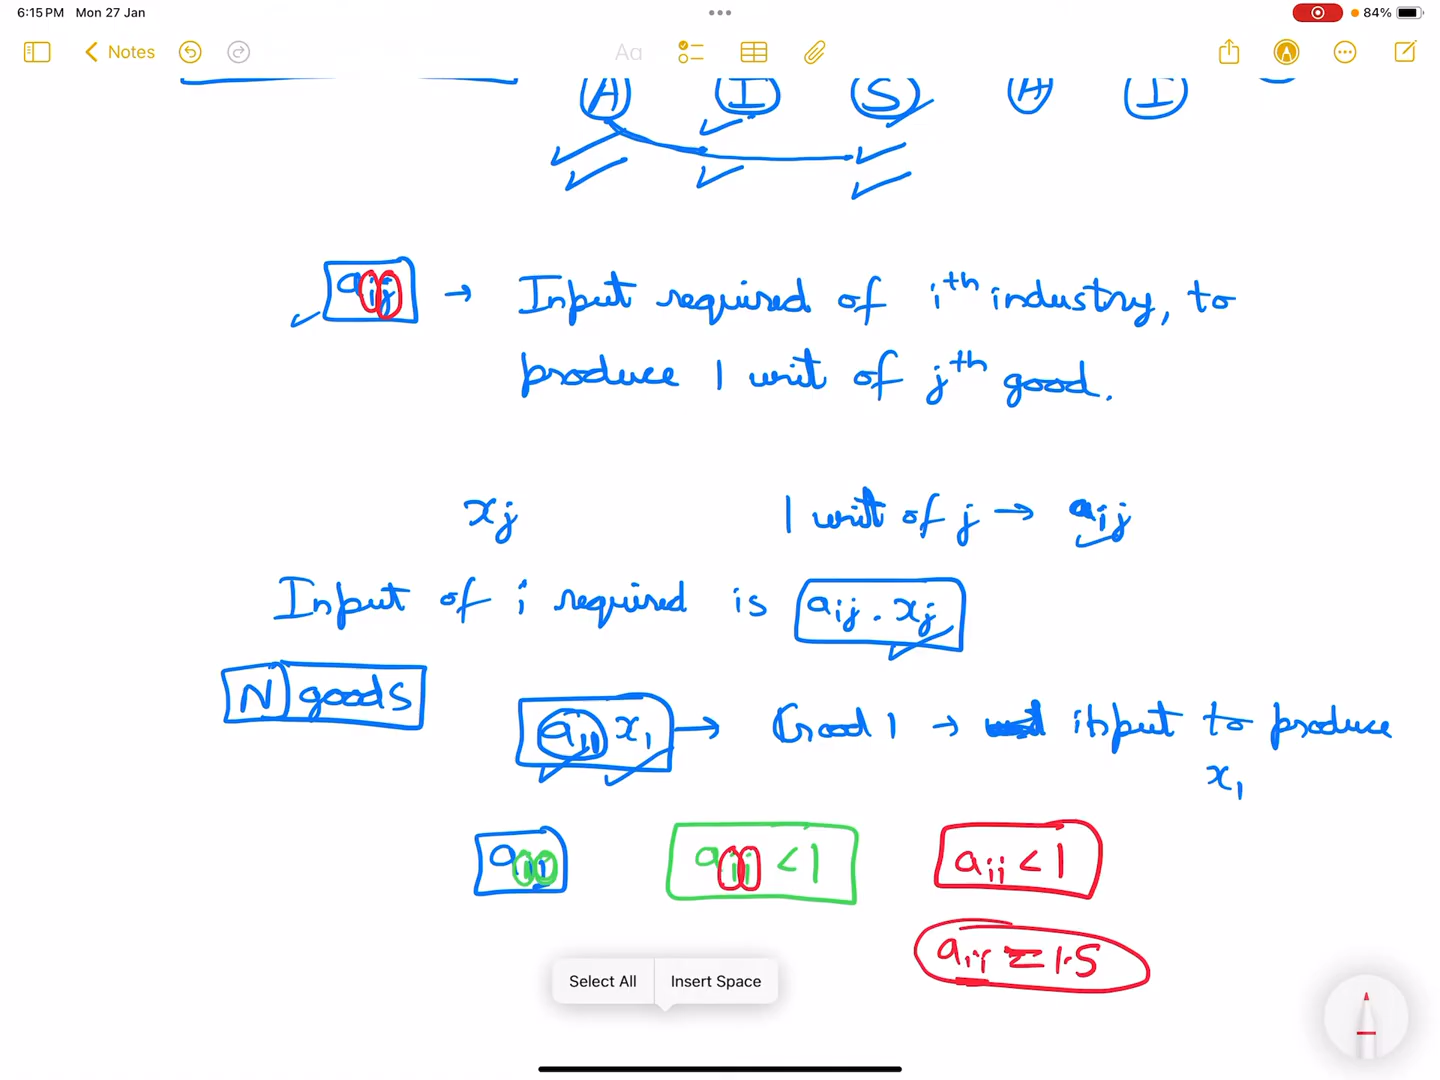 6:15 PM Mon 27 Jan
84%
Notes
Aa
A I S A I
aij → Input required of ith industry, to
produce 1 unit of jth good.
xj 1 unit of j → aij
Input of i required is aij . xj
N goods a11 x1 → Good 1 → input to produce
x1
aij aii < 1 aii < 1
aij = 1.5
Select All Insert Space